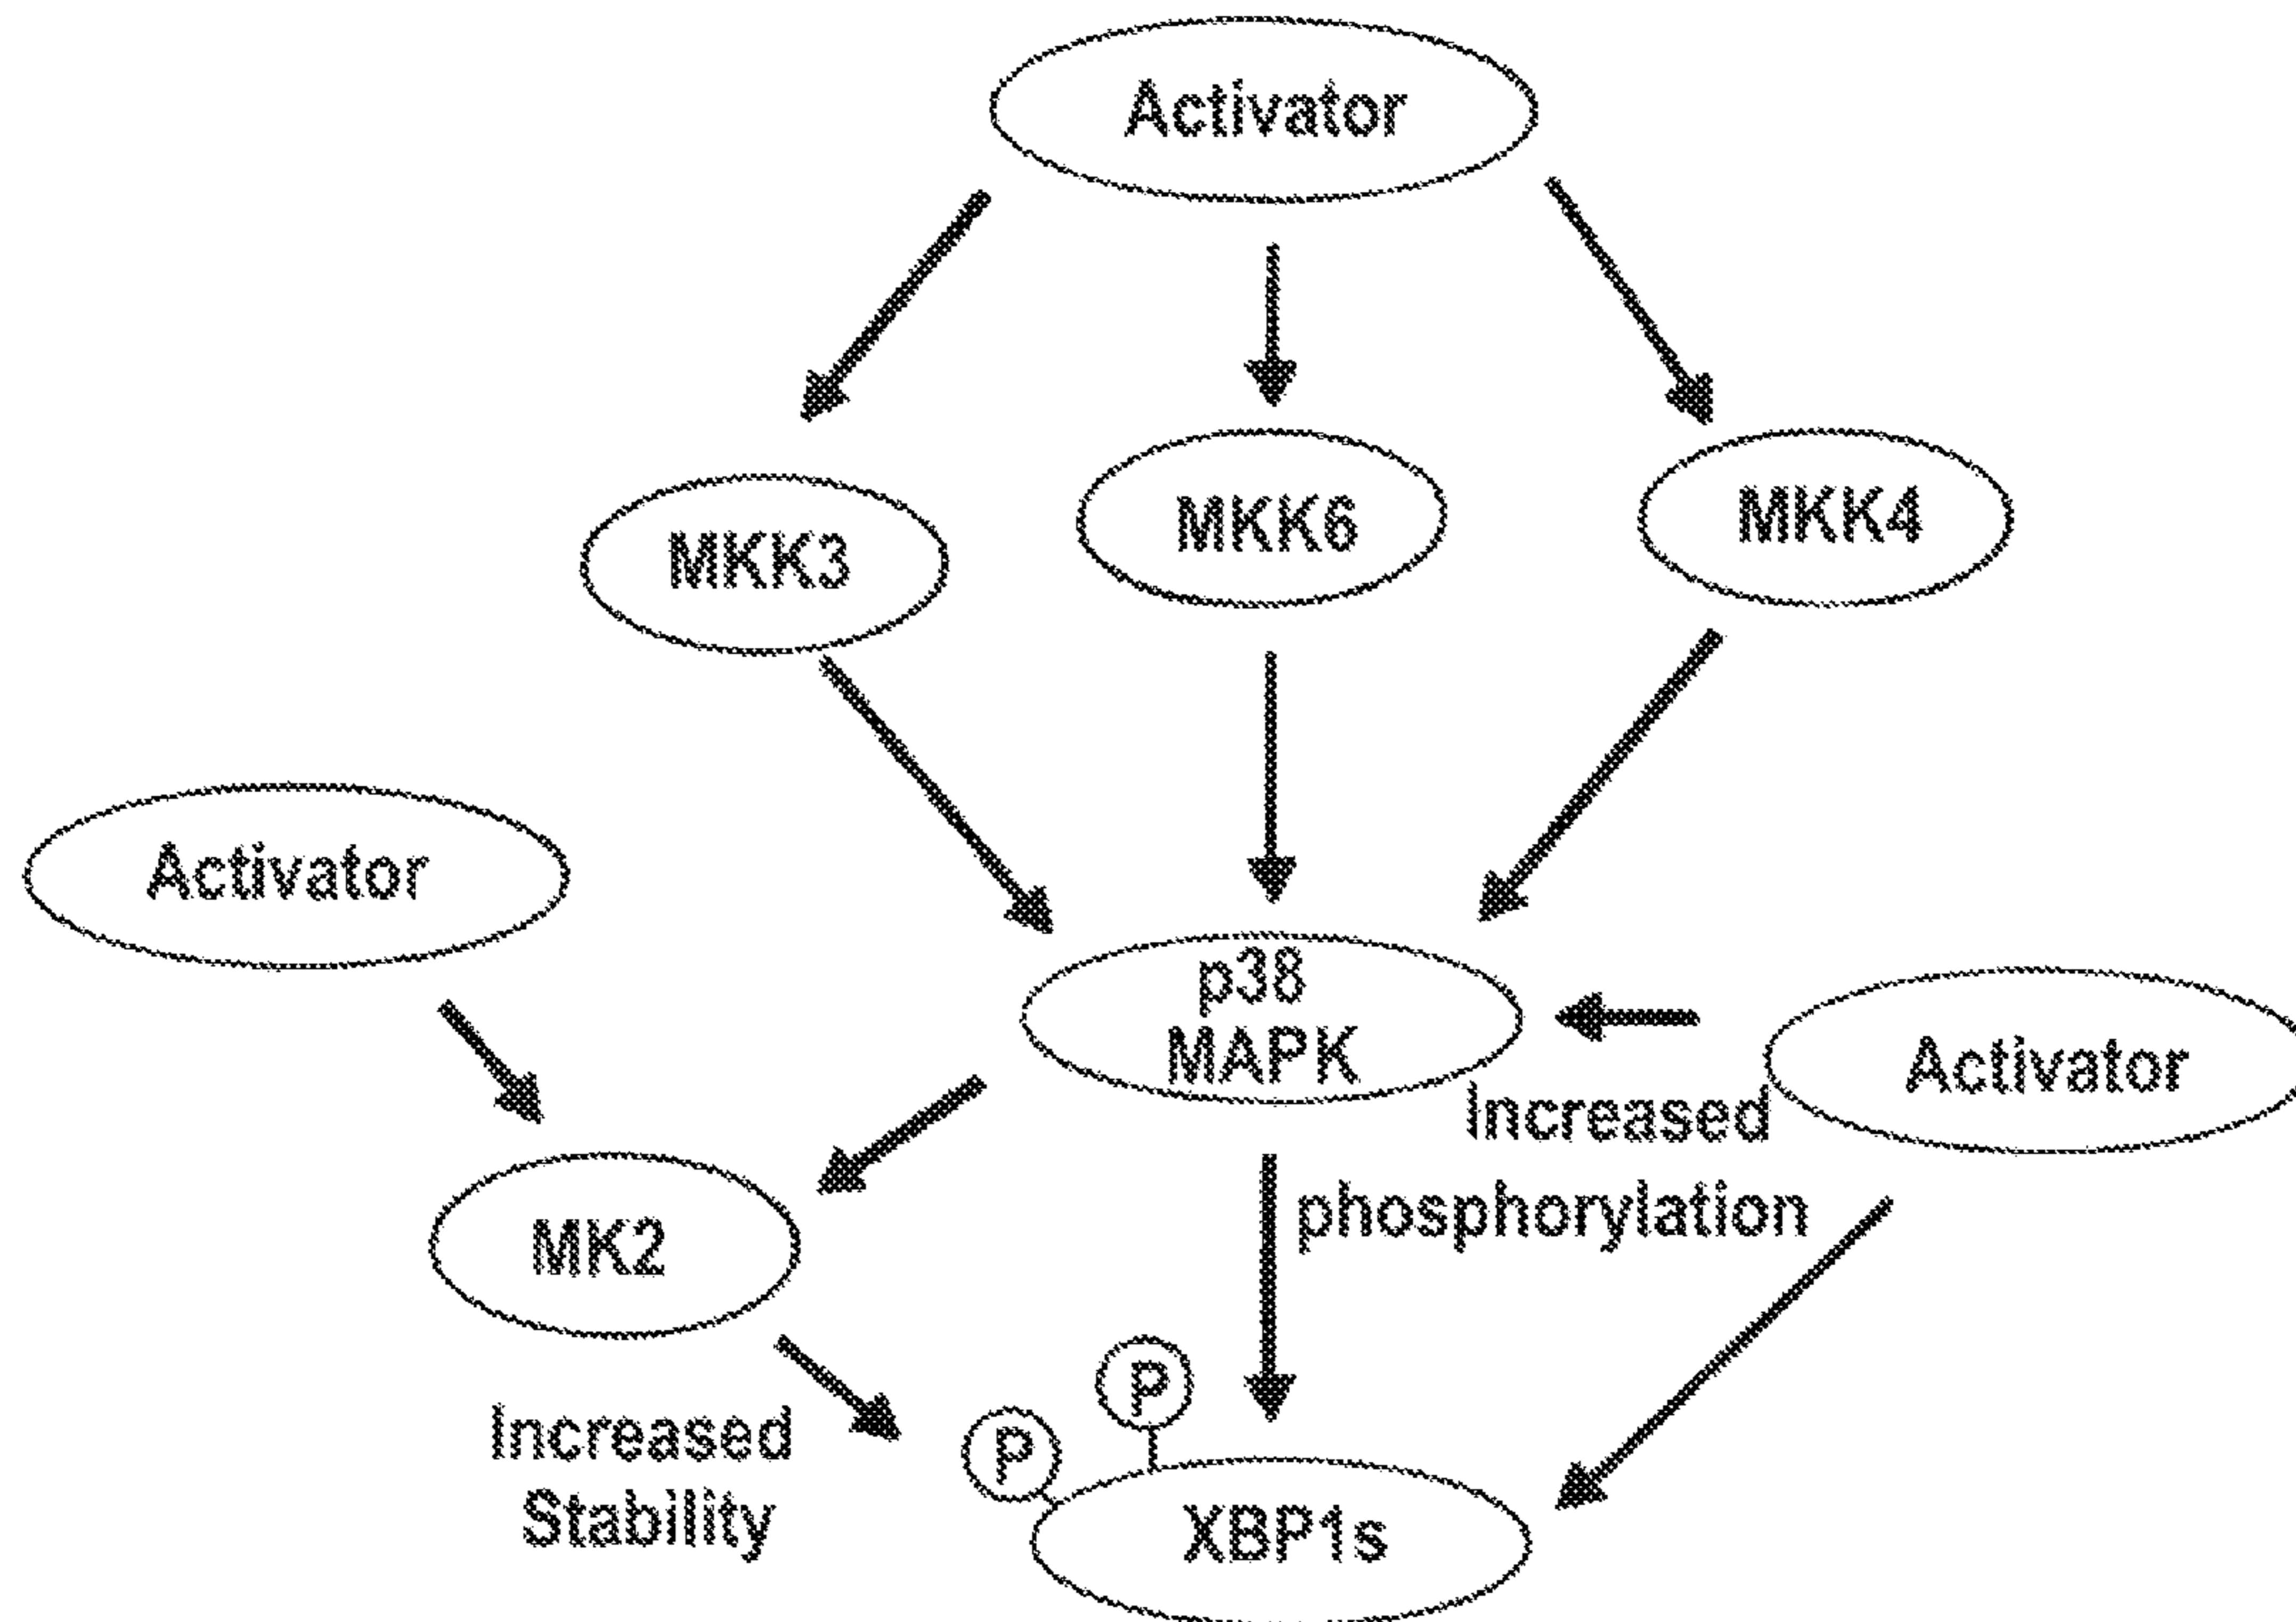 Activator
MKK3
MKK6
MKK4
Activator
p38
MAPK
Activator
Increased
phosphorylation
MK2
Increased
Stability
P
P
XBP1s